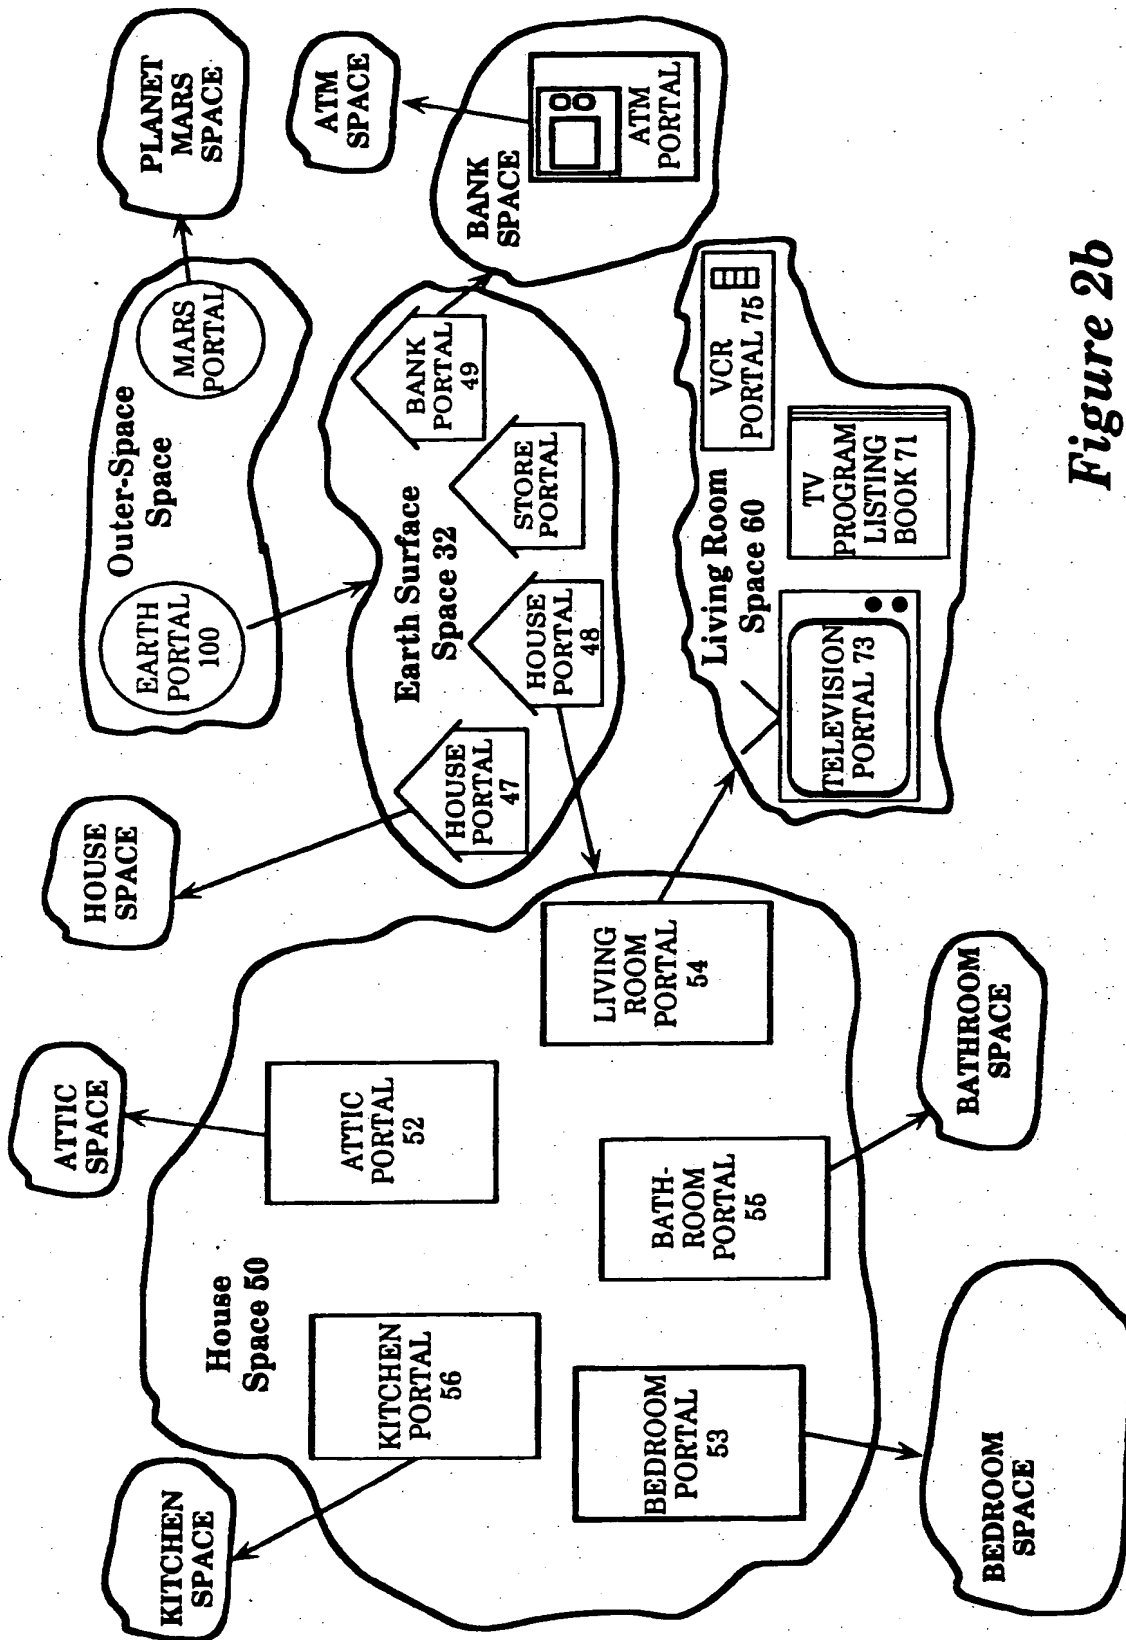 KITCHEN
SPACE
ATTIC
SPACE
HOUSE
SPACE
EARTH
PORTAL
100
Outer-Space
Space
MARS
PORTAL
PLANET
MARS
SPACE
ATM
SPACE
House
Space 50
KITCHEN
PORTAL
56
ATTIC
PORTAL
52
BEDROOM
PORTAL
53
BATH-
ROOM
PORTAL
55
LIVING
ROOM
PORTAL
54
HOUSE
PORTAL
47
Earth Surface
Space 32
HOUSE
PORTAL
48
STORE
PORTAL
BANK
PORTAL
49
BANK
SPACE
ATM
PORTAL
Living Room
Space 60
TELEVISION
PORTAL 73
TV
PROGRAM
LISTING
BOOK 71
VCR
PORTAL 75
BEDROOM
SPACE
BATHROOM
SPACE
Figure 2b